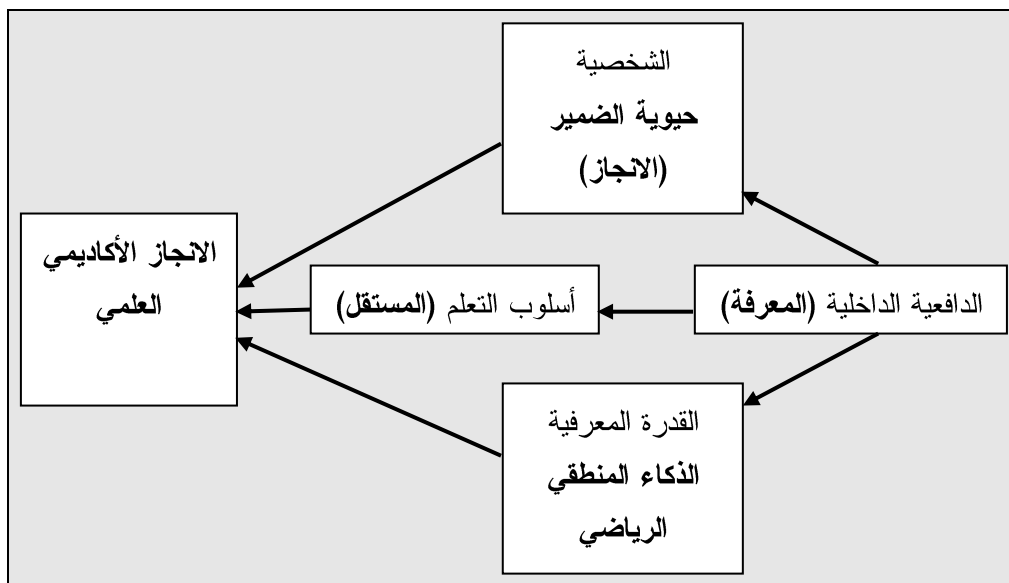 الشخصية
حيوية الضمير
(الانجاز)
الدافعية الداخلية (المعرفة)
أسلوب التعلم (المستقل)
الانجاز الأكاديمي
العلمي
القدرة المعرفية
الذكاء المنطقي
الرياضي